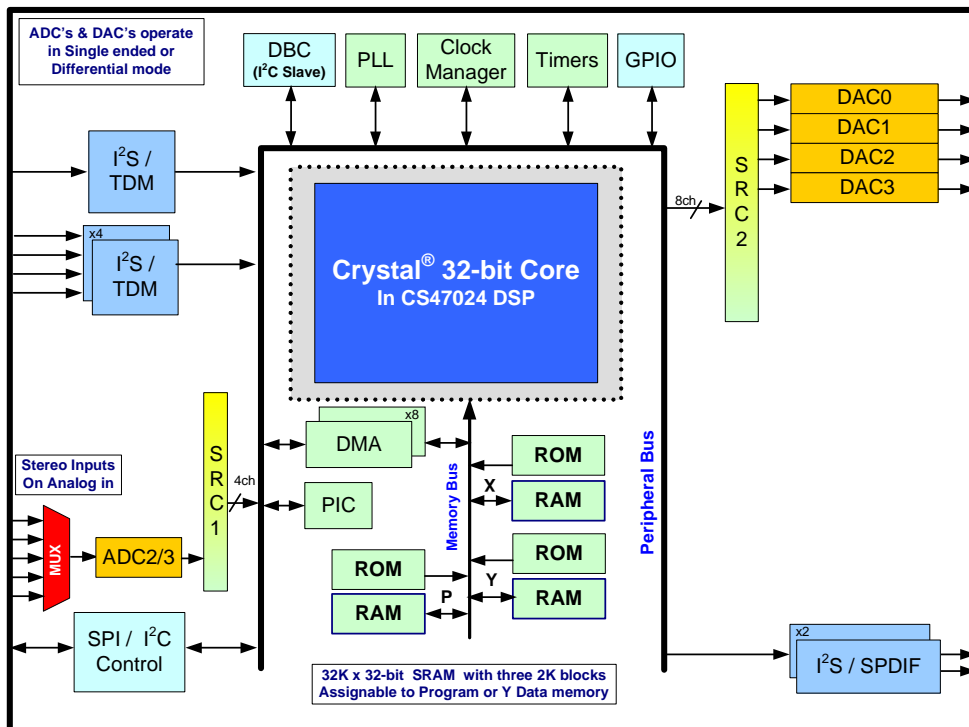 ADC's & DAC's operate
in Single ended or
Differential mode
DBC
(I²C Slave)
PLL
Clock
Manager
Timers
GPIO
I²S /
TDM
x4
I²S /
TDM
Crystal® 32-bit Core
In CS47024 DSP
8ch
SRC2
DAC0
DAC1
DAC2
DAC3
Stereo Inputs
On Analog in
MUX
ADC2/3
SRC1
4ch
x8
DMA
PIC
Memory Bus
ROM
X
RAM
ROM
Y
RAM
ROM
P
RAM
Peripheral Bus
SPI / I²C
Control
32K x 32-bit SRAM with three 2K blocks
Assignable to Program or Y Data memory
x2
I²S / SPDIF